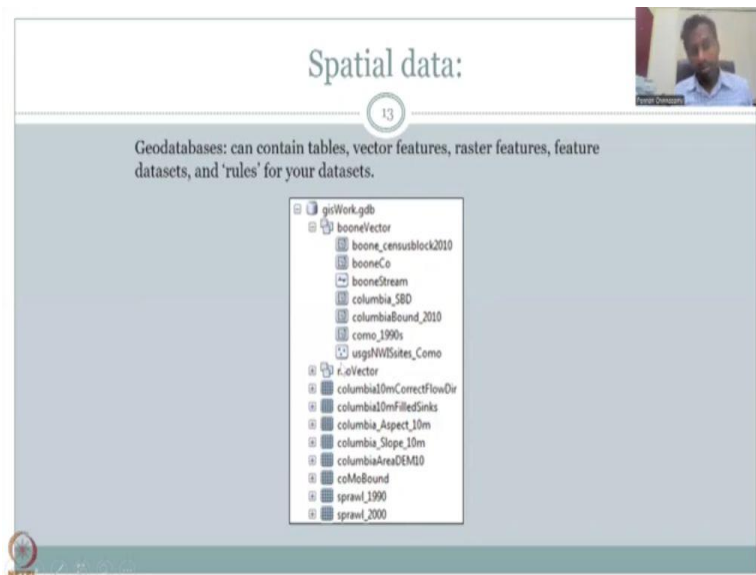 Spatial data:
13
Geodatabases: can contain tables, vector features, raster features, feature
datasets, and 'rules' for your datasets.
gisWork.gdb
booneVector
boone_censusblock2010
booneCo
booneStream
columbia_SBD
columbiaBound_2010
como_1990s
usgsNWISsites_Como
columbia10mCorrectFlowDir
columbia10mFilledSinks
columbia_Aspect_10m
columbia_Slope_10m
columbiaAreaDEM10
coMoBound
sprawl_1990
sprawl_2000